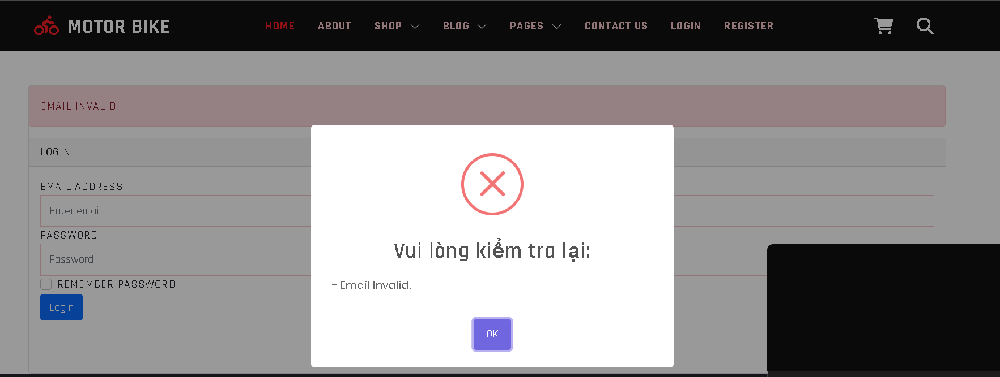 MOTOR BIKE HOME ABOUT SHOP BLOG PAGES CONTACT US LOGIN REGISTER
EMAIL INVALID.
LOGIN
EMAIL ADDRESS
Enter email
PASSWORD
Password
REMEMBER PASSWORD
Login
Vui lòng kiểm tra lại:
- Email Invalid.
OK